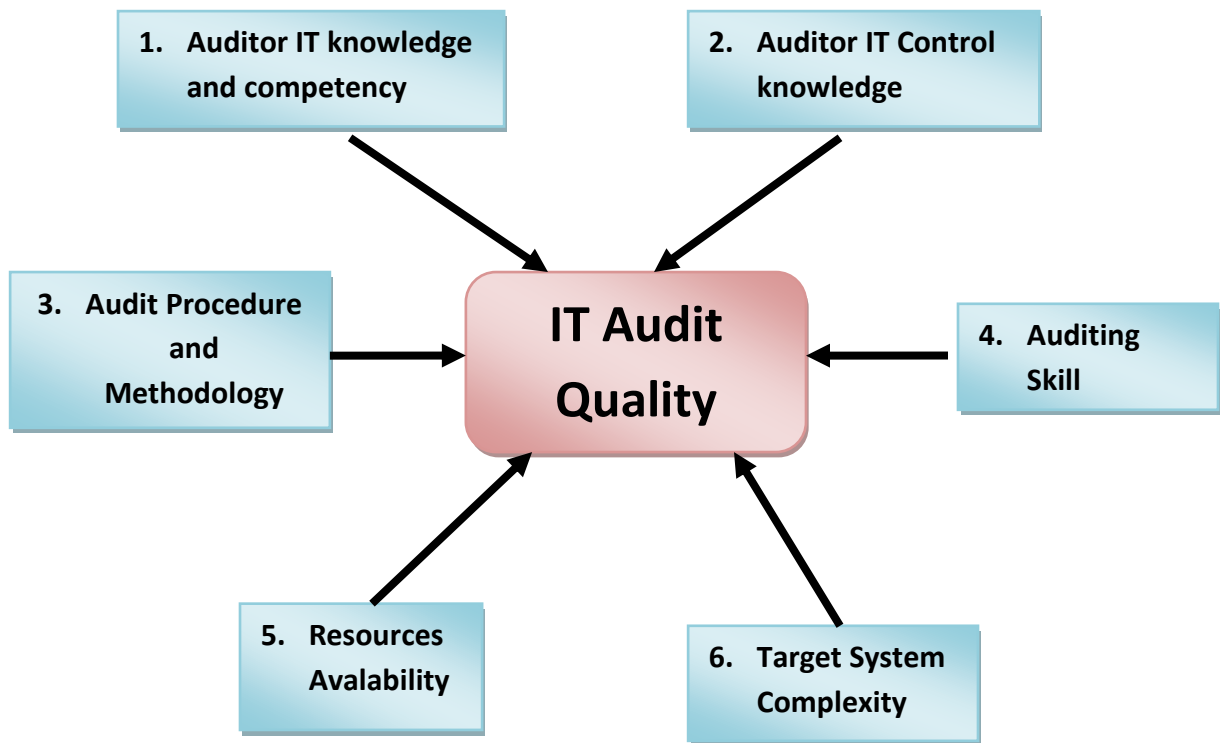 1. Auditor IT knowledge
and competency
2. Auditor IT Control
knowledge
3. Audit Procedure
and
Methodology
IT Audit
Quality
4. Auditing
Skill
5. Resources
Avalability
6. Target System
Complexity